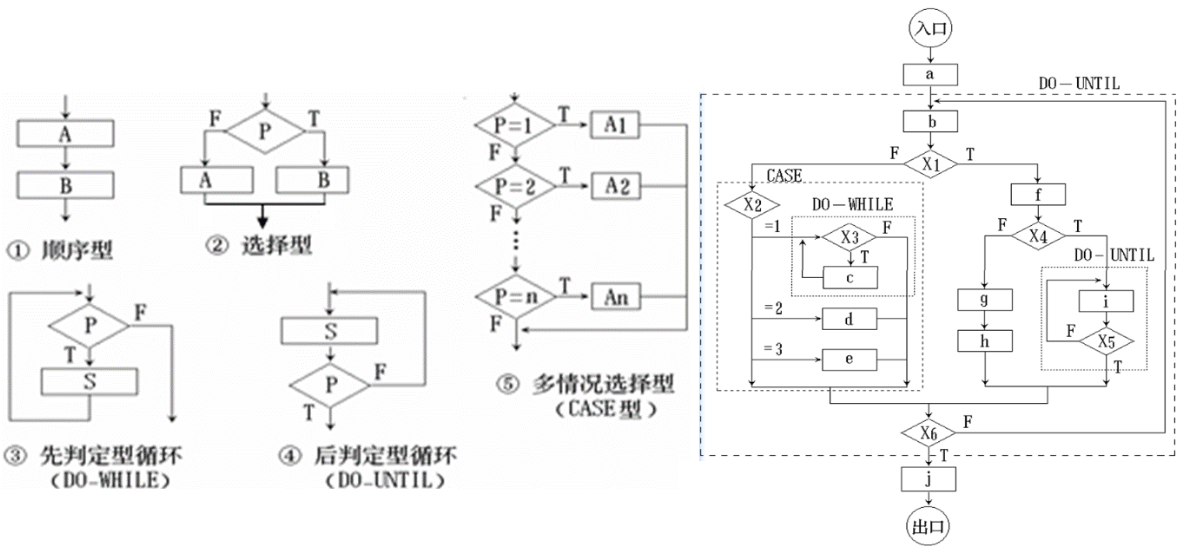 A
B
① 顺序型
F
P
T
A
B
② 选择型
P=1
T
A1
F
P=2
T
A2
F
P=n
T
An
F
⑤ 多情况选择型
(CASE型)
P
F
T
S
③ 先判定型循环
(DO-WHILE)
S
P
F
T
④ 后判定型循环
(DO-UNTIL)
入口
a
DO-UNTIL
b
F
X1
T
CASE
X2
DO-WHILE
=1
X3
F
T
c
=2
d
=3
e
f
F
X4
T
DO-UNTIL
g
i
h
F
X5
T
X6
F
T
j
出口